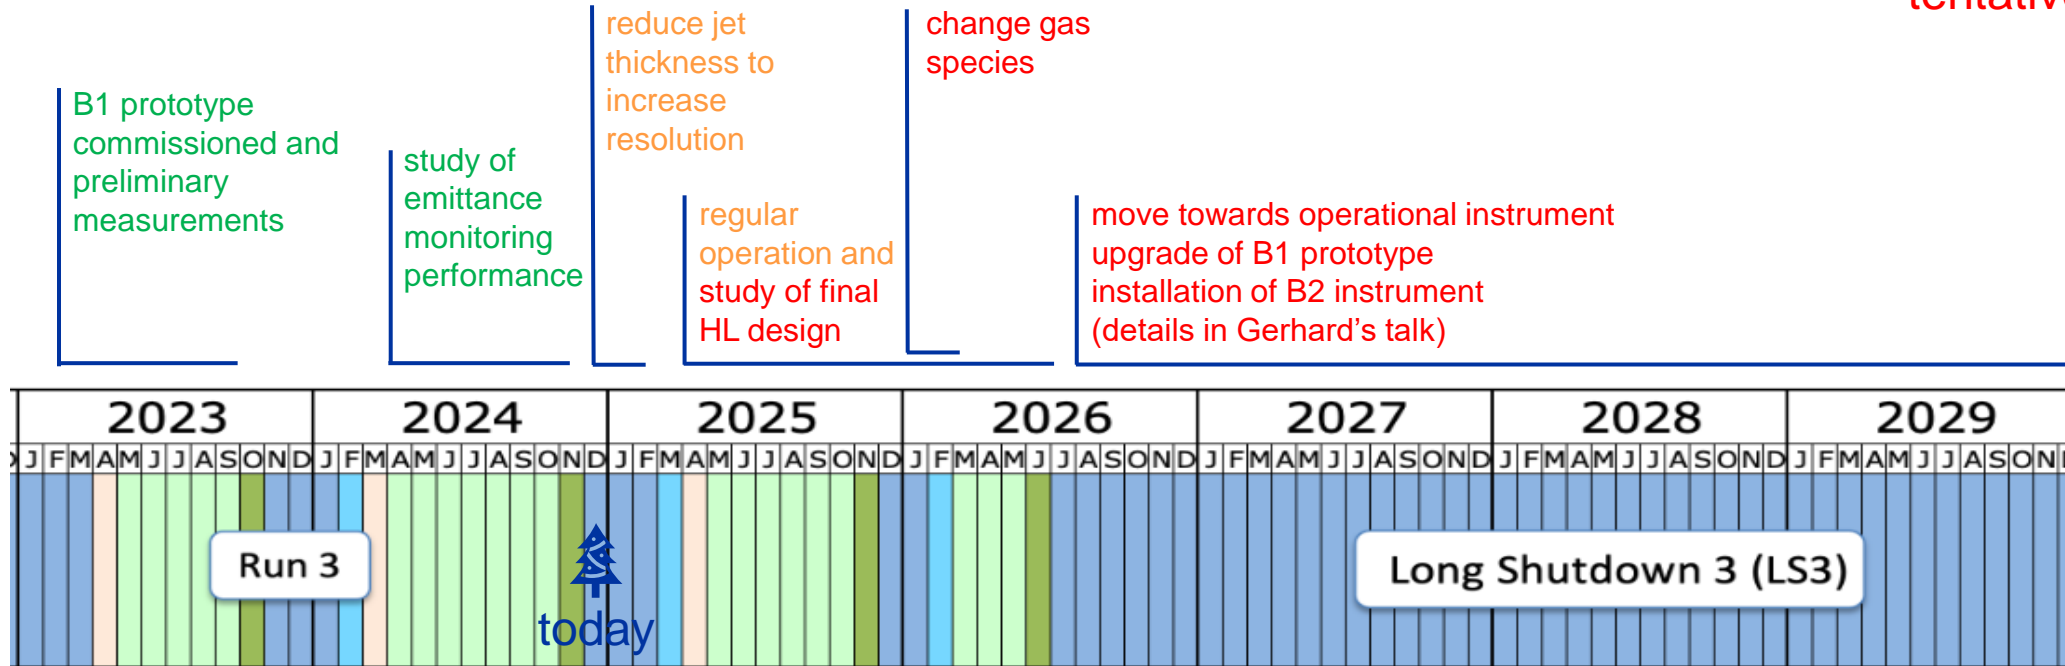 tentative
reduce jet
thickness to
increase
resolution
change gas
species
B1 prototype
commissioned and
preliminary
measurements
study of
emittance
monitoring
performance
regular
operation and
study of final
HL design
move towards operational instrument
upgrade of B1 prototype
installation of B2 instrument
(details in Gerhard's talk)
2023 2024 2025 2026 2027 2028 2029
J F M A M J J A S O N D J F M A M J J A S O N D J F M A M J J A S O N D J F M A M J J A S O N D J F M A M J J A S O N D J F M A M J J A S O N D J F M A M J J A S O N
Run 3
Long Shutdown 3 (LS3)
today